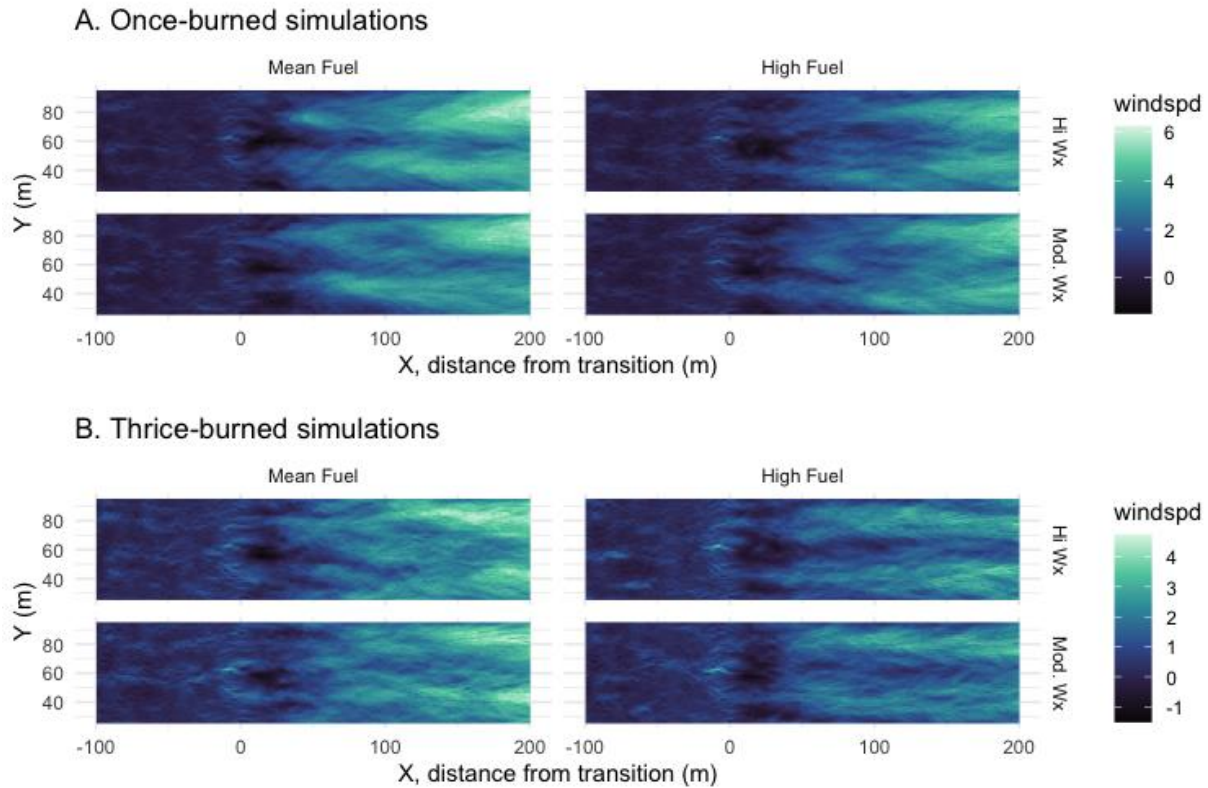 A. Once-burned simulations
Mean Fuel
High Fuel
80
60
40
Hi Wx
80
60
40
Mod. Wx
Y (m)
-100 0 100 200
-100 0 100 200
X, distance from transition (m)
windspd
6
4
2
0
B. Thrice-burned simulations
Mean Fuel
High Fuel
80
60
40
Hi Wx
80
60
40
Mod. Wx
Y (m)
-100 0 100 200
-100 0 100 200
X, distance from transition (m)
windspd
4
3
2
1
0
-1